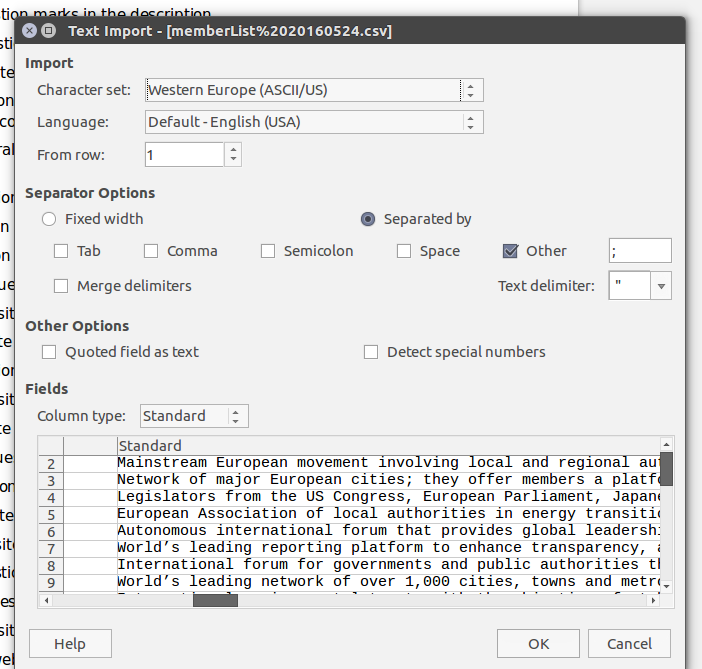 tion marks in the description
Text Import - [memberList%2020160524.csv]
Import
Character set: Western Europe (ASCII/US)
Language: Default - English (USA)
From row: 1
Separator Options
Fixed width Separated by
Tab Comma Semicolon Space Other ;
Merge delimiters Text delimiter: "
Other Options
Quoted field as text Detect special numbers
Fields
Column type: Standard
Standard
2 Mainstream European movement involving local and regional au
3 Network of major European cities; they offer members a platfo
4 Legislators from the US Congress, European Parliament, Japane
5 European Association of local authorities in energy transitio
6 Autonomous international forum that provides global leadershi
7 World’s leading reporting platform to enhance transparency, a
8 International forum for governments and public authorities th
9 World’s leading network of over 1,000 cities, towns and metro
Help OK Cancel